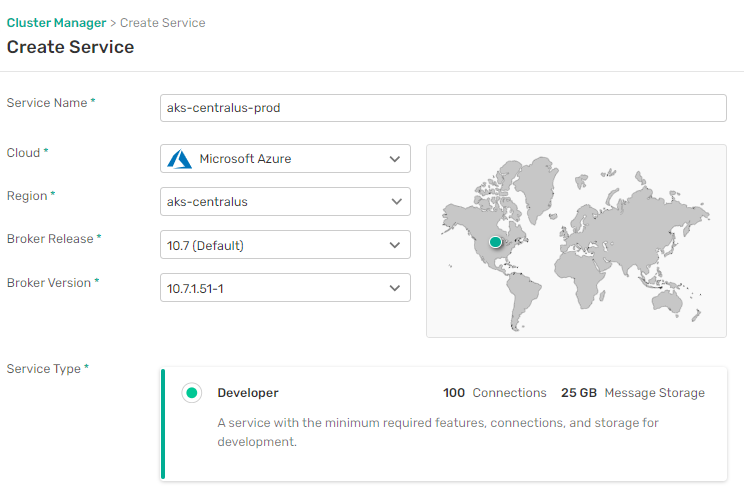 Cluster Manager > Create Service
Create Service
Service Name *
aks-centralus-prod
Cloud *
Microsoft Azure
Region *
aks-centralus
Broker Release *
10.7 (Default)
Broker Version *
10.7.1.51-1
Service Type *
Developer
100 Connections 25 GB Message Storage
A service with the minimum required features, connections, and storage for
development.